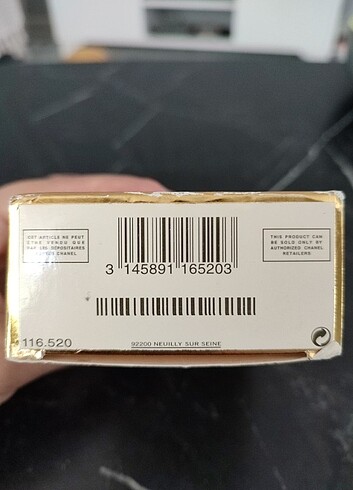 CET ARTICLE NE PEUT
ÊTRE VENDU QUE
PAR LES DÉPOSITAIRES
AGRÉÉS CHANEL
THIS PRODUCT CAN
BE SOLD ONLY BY
AUTHORIZED CHANEL
RETAILERS
3 145891 165203
116.520
92200 NEUILLY SUR SEINE